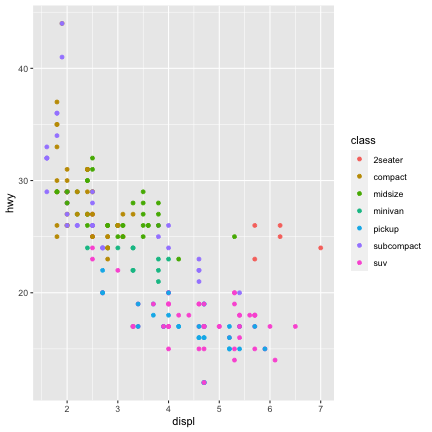 40
30
20
hwy
2
3
4
5
6
7
displ
class
2seater
compact
midsize
minivan
pickup
subcompact
suv